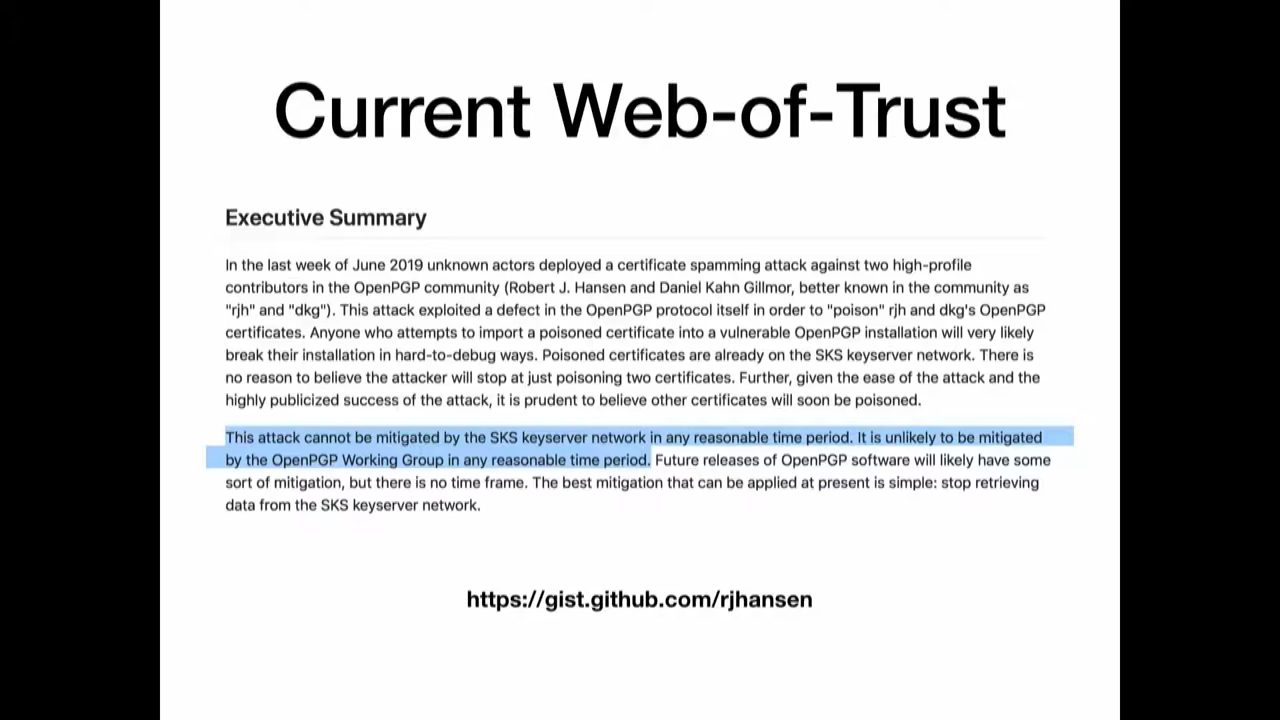 Current Web-of-Trust
Executive Summary
In the last week of June 2019 unknown actors deployed a certificate spamming attack against two high-profile
contributors in the OpenPGP community (Robert J. Hansen and Daniel Kahn Gillmor, better known in the community as
"rjh" and "dkg"). This attack exploited a defect in the OpenPGP protocol itself in order to "poison" rjh and dkg's OpenPGP
certificates. Anyone who attempts to import a poisoned certificate into a vulnerable OpenPGP installation will very likely
break their installation in hard-to-debug ways. Poisoned certificates are already on the SKS keyserver network. There is
no reason to believe the attacker will stop at just poisoning two certificates. Further, given the ease of the attack and the
highly publicized success of the attack, it is prudent to believe other certificates will soon be poisoned.
This attack cannot be mitigated by the SKS keyserver network in any reasonable time period. It is unlikely to be mitigated
by the OpenPGP Working Group in any reasonable time period. Future releases of OpenPGP software will likely have some
sort of mitigation, but there is no time frame. The best mitigation that can be applied at present is simple: stop retrieving
data from the SKS keyserver network.
https://gist.github.com/rjhansen